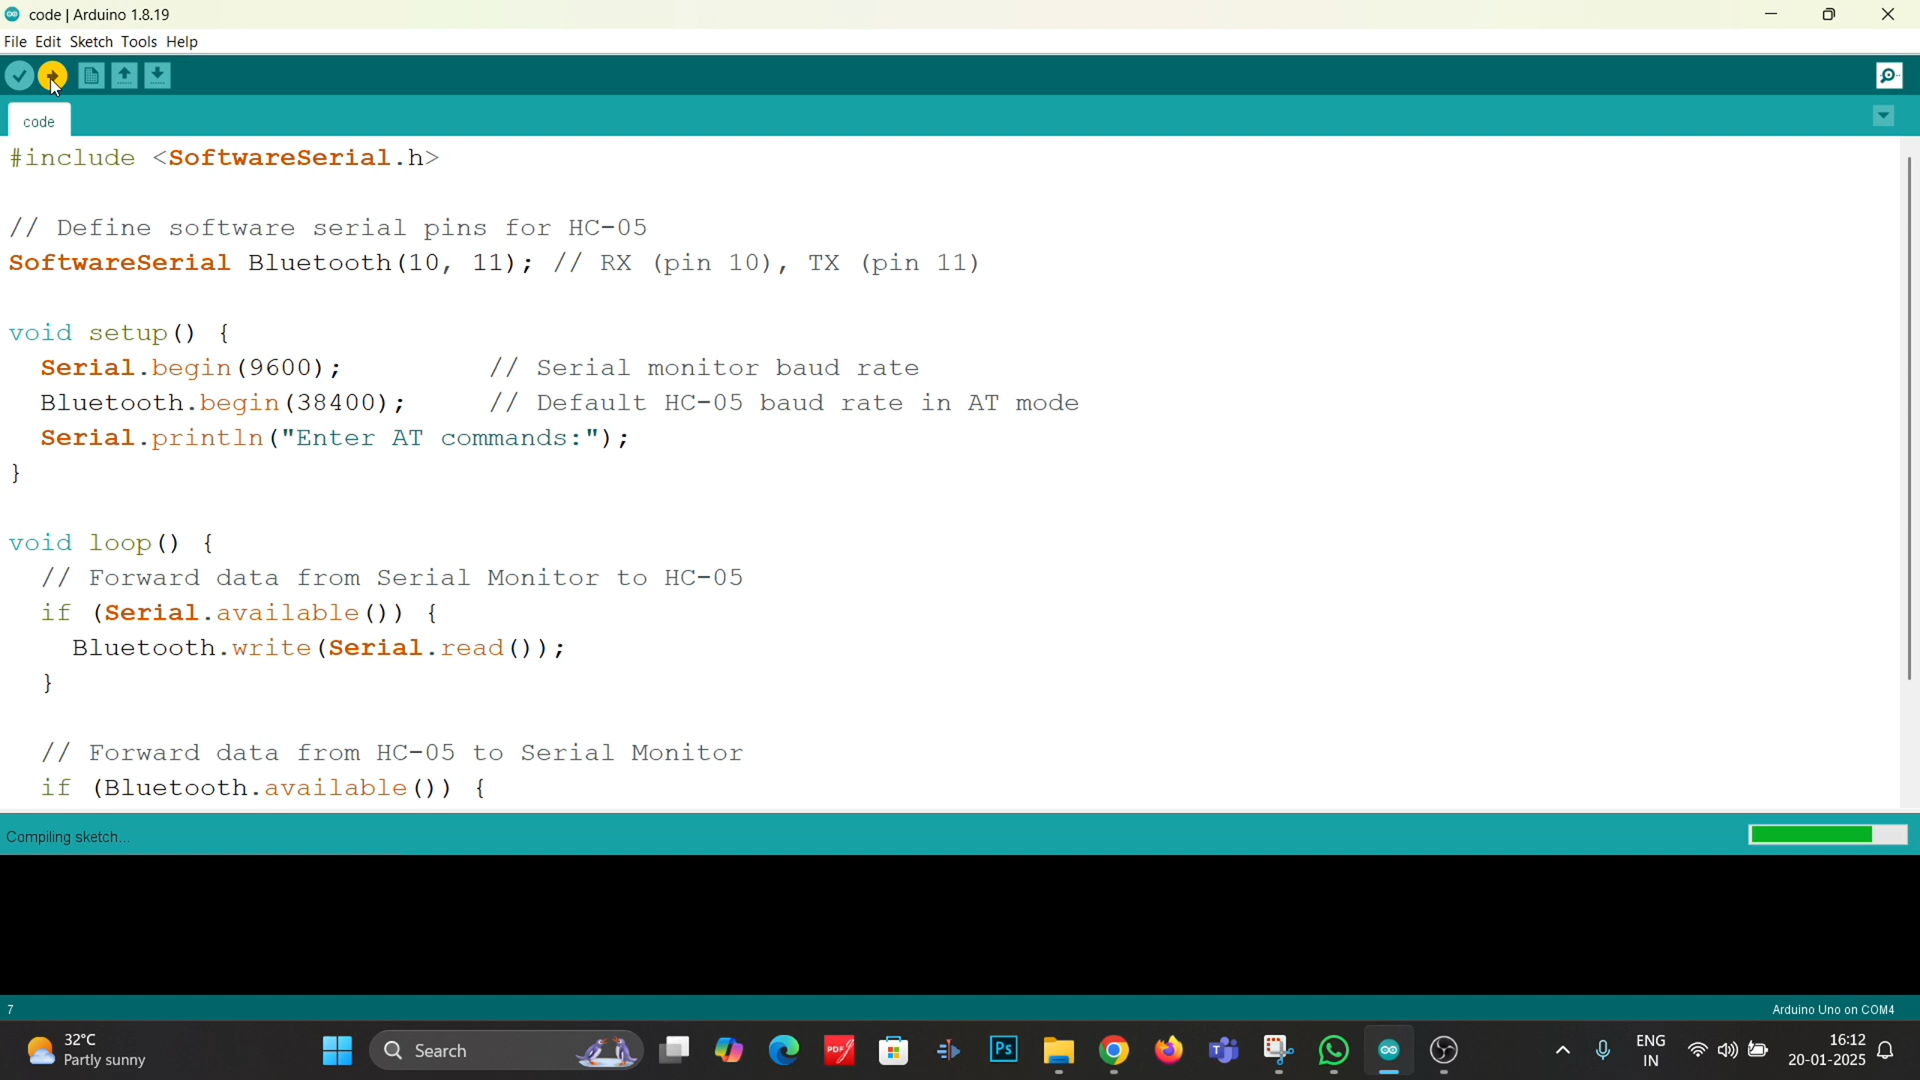 code | Arduino 1.8.19
File Edit Sketch Tools Help
code
#include <SoftwareSerial.h>
// Define software serial pins for HC-05
SoftwareSerial Bluetooth(10, 11); // RX (pin 10), TX (pin 11)
void setup() {
Serial.begin(9600); // Serial monitor baud rate
Bluetooth.begin(38400); // Default HC-05 baud rate in AT mode
Serial.println("Enter AT commands:");
}
void loop() {
// Forward data from Serial Monitor to HC-05
if (Serial.available()) {
Bluetooth.write(Serial.read());
}
// Forward data from HC-05 to Serial Monitor
if (Bluetooth.available()) {
Compiling sketch...
7
Arduino Uno on COM4
32°C
Partly sunny
Search
PDF
Ps
ENG
IN
16:12
20-01-2025